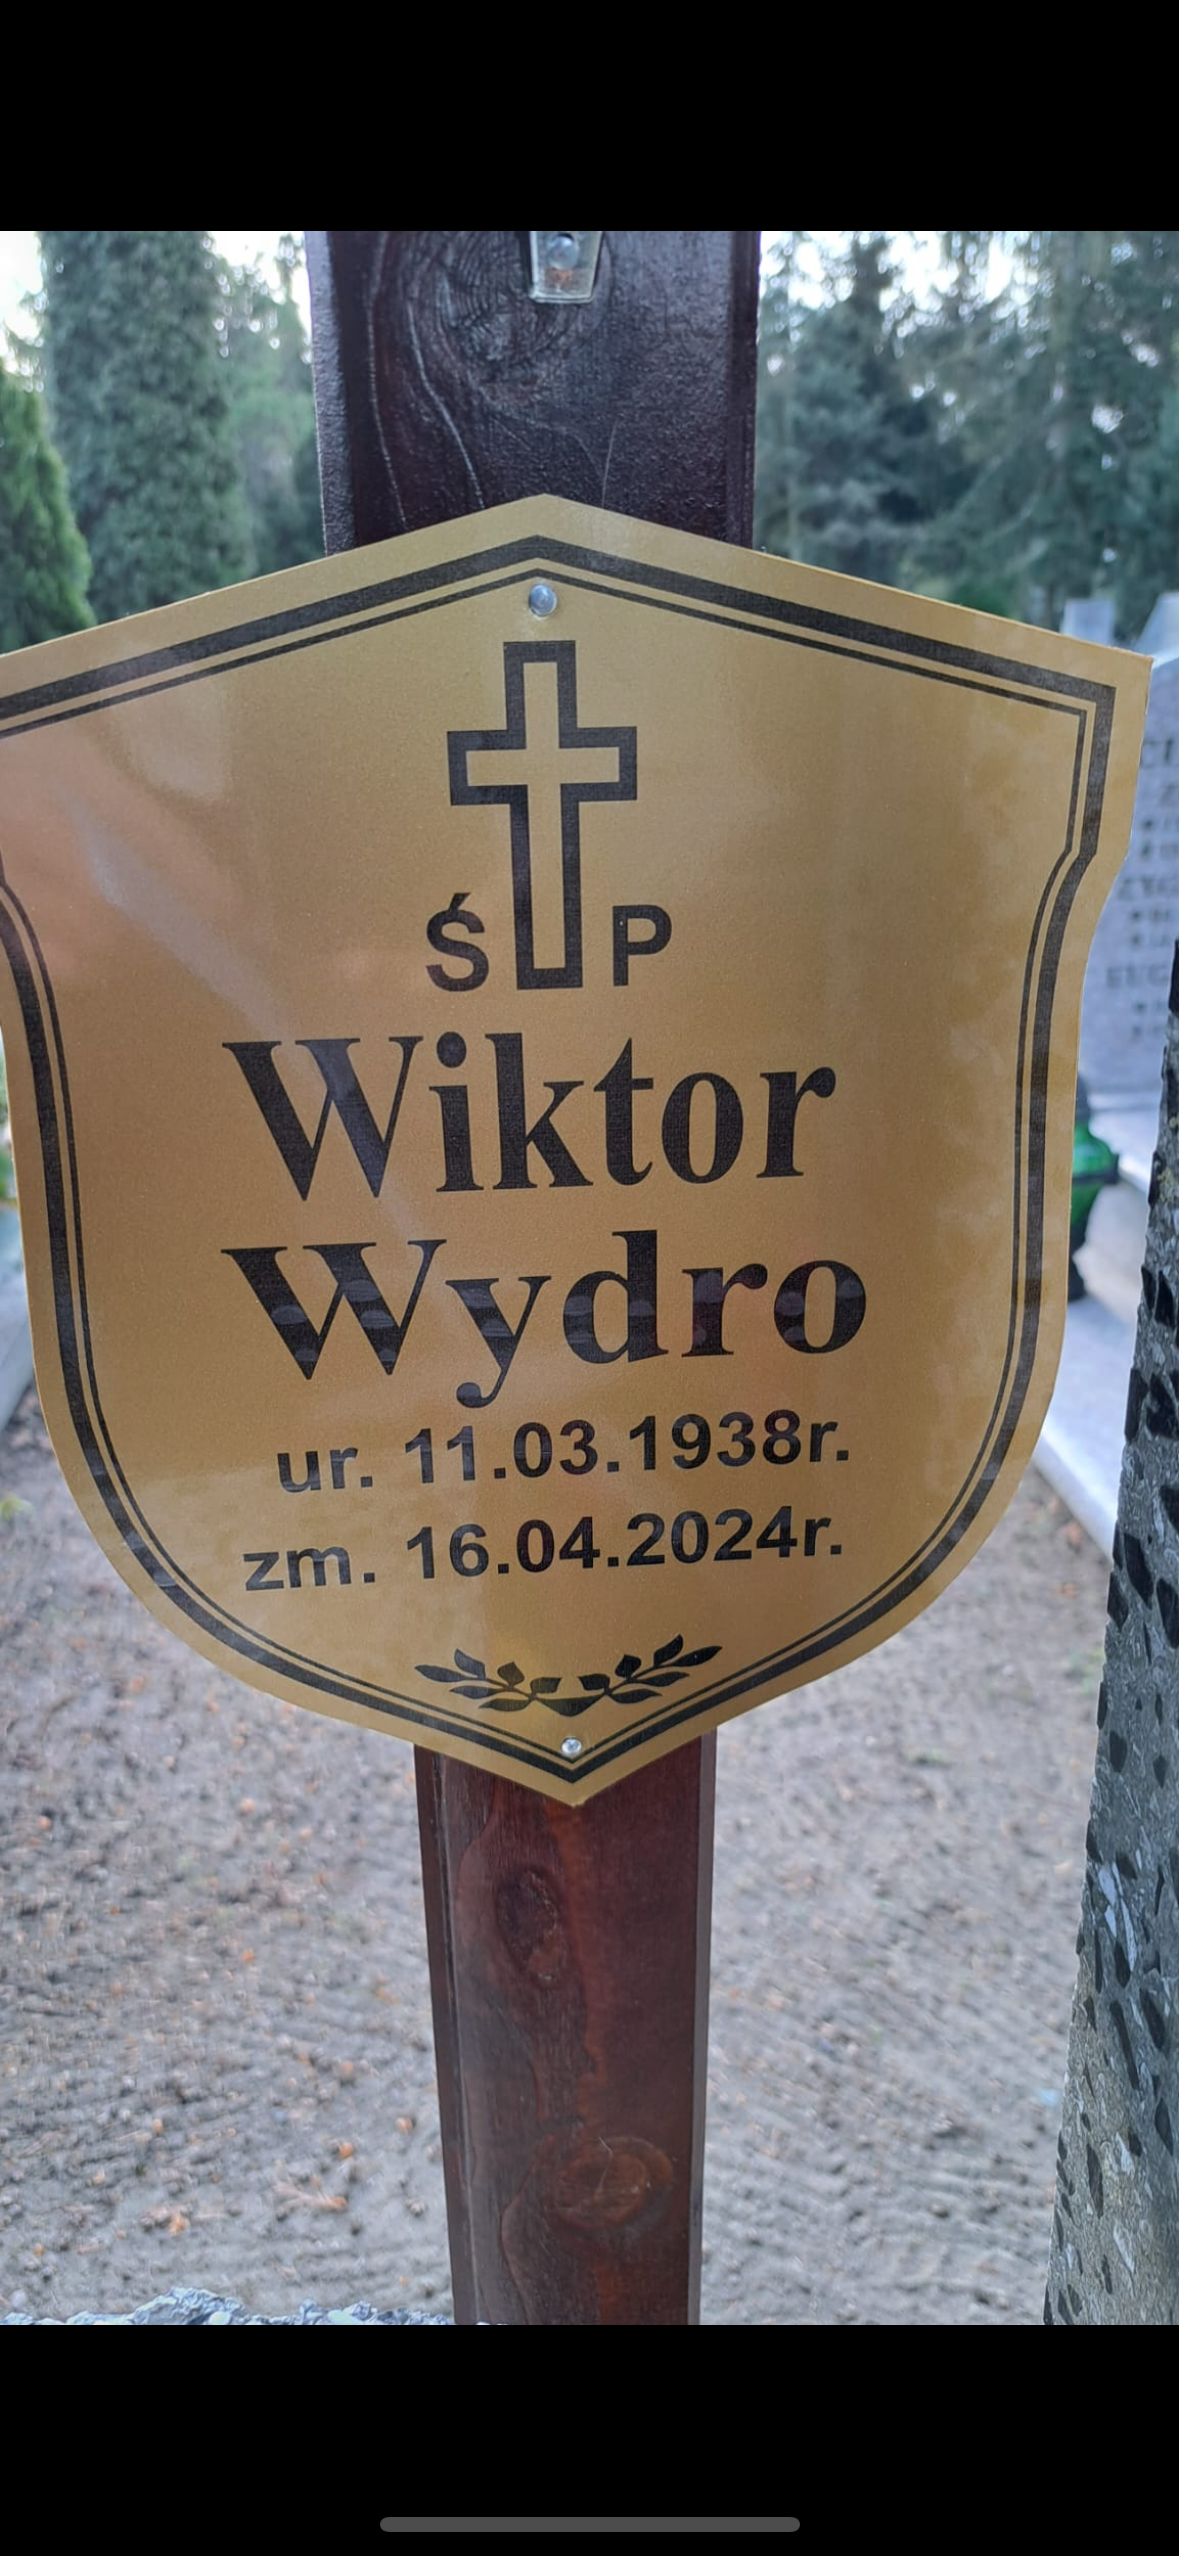 Ś P
Wiktor
Wydro
ur. 11.03.1938r.
zm. 16.04.2024r.